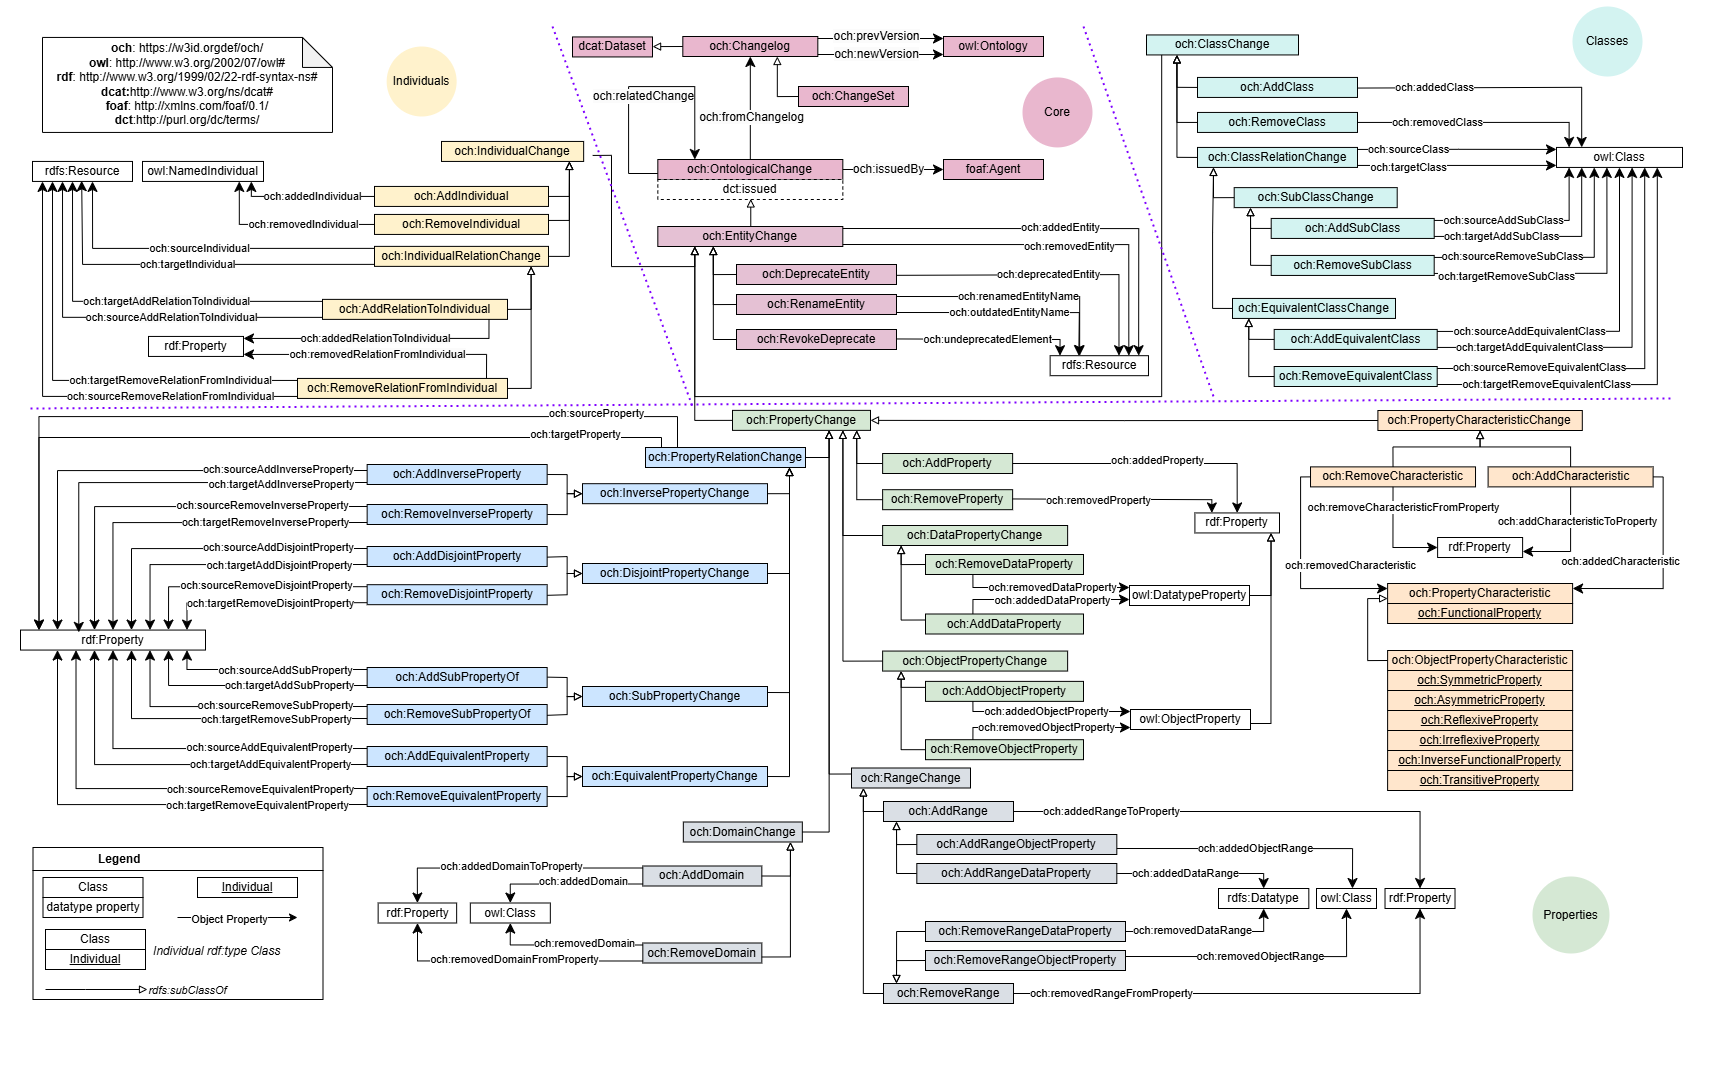 och: https://w3id.orgdef/och/
owl: http://www.w3.org/2002/07/owl#
rdf: http://www.w3.org/1999/02/22-rdf-syntax-ns#
dcat:http://www.w3.org/ns/dcat#
foaf: http://xmlns.com/foaf/0.1/
dct:http://purl.org/dc/terms/
Individuals
och:IndividualChange
rdfs:Resource
owl:NamedIndividual
och:addedIndividual
och:AddIndividual
och:removedIndividual
och:RemoveIndividual
och:sourceIndividual
och:targetIndividual
och:IndividualRelationChange
och:targetAddRelationToIndividual
och:sourceAddRelationToIndividual
och:AddRelationToIndividual
och:addedRelationToIndividual
rdf:Property
och:removedRelationFromIndividual
och:targetRemoveRelationFromIndividual
och:sourceRemoveRelationFromIndividual
och:RemoveRelationFromIndividual
dcat:Dataset
och:Changelog
och:prevVersion
och:newVersion
owl:Ontology
och:relatedChange
och:ChangeSet
och:fromChangelog
Core
och:OntologicalChange
dct:issued
och:issuedBy
foaf:Agent
och:EntityChange
och:addedEntity
och:removedEntity
och:DeprecateEntity
och:deprecatedEntity
och:RenameEntity
och:renamedEntityName
och:outdatedEntityName
och:RevokeDeprecate
och:undeprecatedElement
rdfs:Resource
Classes
och:ClassChange
och:AddClass
och:addedClass
och:RemoveClass
och:removedClass
och:ClassRelationChange
och:sourceClass
och:targetClass
owl:Class
och:SubClassChange
och:AddSubClass
och:sourceAddSubClass
och:targetAddSubClass
och:RemoveSubClass
och:sourceRemoveSubClass
och:targetRemoveSubClass
och:EquivalentClassChange
och:AddEquivalentClass
och:sourceAddEquivalentClass
och:targetAddEquivalentClass
och:RemoveEquivalentClass
och:sourceRemoveEquivalentClass
och:targetRemoveEquivalentClass
och:sourceProperty
och:targetProperty
och:PropertyChange
och:PropertyRelationChange
och:sourceAddInverseProperty
och:targetAddInverseProperty
och:AddInverseProperty
och:InversePropertyChange
och:sourceRemoveInverseProperty
och:targetRemoveInverseProperty
och:RemoveInverseProperty
och:sourceAddDisjointProperty
och:targetAddDisjointProperty
och:AddDisjointProperty
och:DisjointPropertyChange
och:sourceRemoveDisjointProperty
och:targetRemoveDisjointProperty
och:RemoveDisjointProperty
rdf:Property
och:sourceAddSubProperty
och:targetAddSubProperty
och:AddSubPropertyOf
och:SubPropertyChange
och:sourceRemoveSubProperty
och:targetRemoveSubProperty
och:RemoveSubPropertyOf
och:sourceAddEquivalentProperty
och:targetAddEquivalentProperty
och:AddEquivalentProperty
och:EquivalentPropertyChange
och:sourceRemoveEquivalentProperty
och:targetRemoveEquivalentProperty
och:RemoveEquivalentProperty
och:AddProperty
och:addedProperty
och:RemoveProperty
och:removedProperty
rdf:Property
och:DataPropertyChange
och:RemoveDataProperty
och:removedDataProperty
och:addedDataProperty
owl:DatatypeProperty
och:AddDataProperty
och:ObjectPropertyChange
och:AddObjectProperty
och:addedObjectProperty
och:removedObjectProperty
owl:ObjectProperty
och:RemoveObjectProperty
och:PropertyCharacteristicChange
och:RemoveCharacteristic
och:AddCharacteristic
och:removeCharacteristicFromProperty
och:addCharacteristicToProperty
rdf:Property
och:removedCharacteristic
och:addedCharacteristic
och:PropertyCharacteristic
och:FunctionalProperty
och:ObjectPropertyCharacteristic
och:SymmetricProperty
och:AsymmetricProperty
och:ReflexiveProperty
och:IrreflexiveProperty
och:InverseFunctionalProperty
och:TransitiveProperty
och:RangeChange
och:AddRange
och:addedRangeToProperty
och:AddRangeObjectProperty
och:addedObjectRange
och:AddRangeDataProperty
och:addedDataRange
rdfs:Datatype
owl:Class
rdf:Property
och:RemoveRangeDataProperty
och:removedDataRange
och:RemoveRangeObjectProperty
och:removedObjectRange
och:RemoveRange
och:removedRangeFromProperty
och:DomainChange
och:addedDomainToProperty
och:addedDomain
och:AddDomain
rdf:Property
owl:Class
och:removedDomain
och:removedDomainFromProperty
och:RemoveDomain
Properties
Legend
Class
datatype property
Individual
Object Property
Class
Individual
Individual rdf:type Class
rdfs:subClassOf